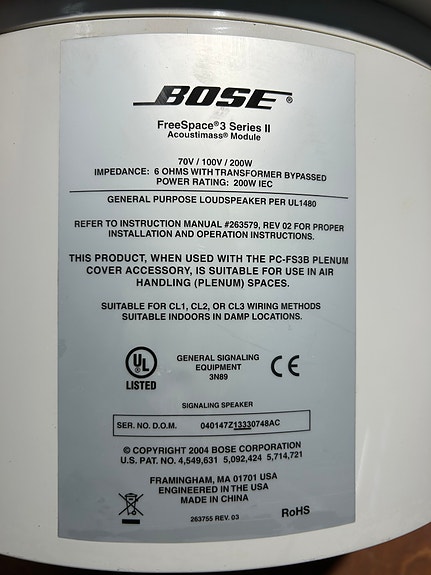 BOSE®
FreeSpace® 3 Series II
Acoustimass® Module
70V / 100V / 200W
IMPEDANCE: 6 OHMS WITH TRANSFORMER BYPASSED
POWER RATING: 200W IEC
GENERAL PURPOSE LOUDSPEAKER PER UL1480
REFER TO INSTRUCTION MANUAL #263579, REV 02 FOR PROPER
INSTALLATION AND OPERATION INSTRUCTIONS.
THIS PRODUCT, WHEN USED WITH THE PC-FS3B PLENUM
COVER ACCESSORY, IS SUITABLE FOR USE IN AIR
HANDLING (PLENUM) SPACES.
SUITABLE FOR CL1, CL2, OR CL3 WIRING METHODS
SUITABLE INDOORS IN DAMP LOCATIONS.
UL®
LISTED
GENERAL SIGNALING
EQUIPMENT
3N89
CE
SIGNALING SPEAKER
SER. NO. D.O.M. 040147Z13330748AC
© COPYRIGHT 2004 BOSE CORPORATION
U.S. PAT. NO. 4,549,631 5,092,424 5,714,721
FRAMINGHAM, MA 01701 USA
ENGINEERED IN THE USA
MADE IN CHINA
263755 REV. 03
RoHS